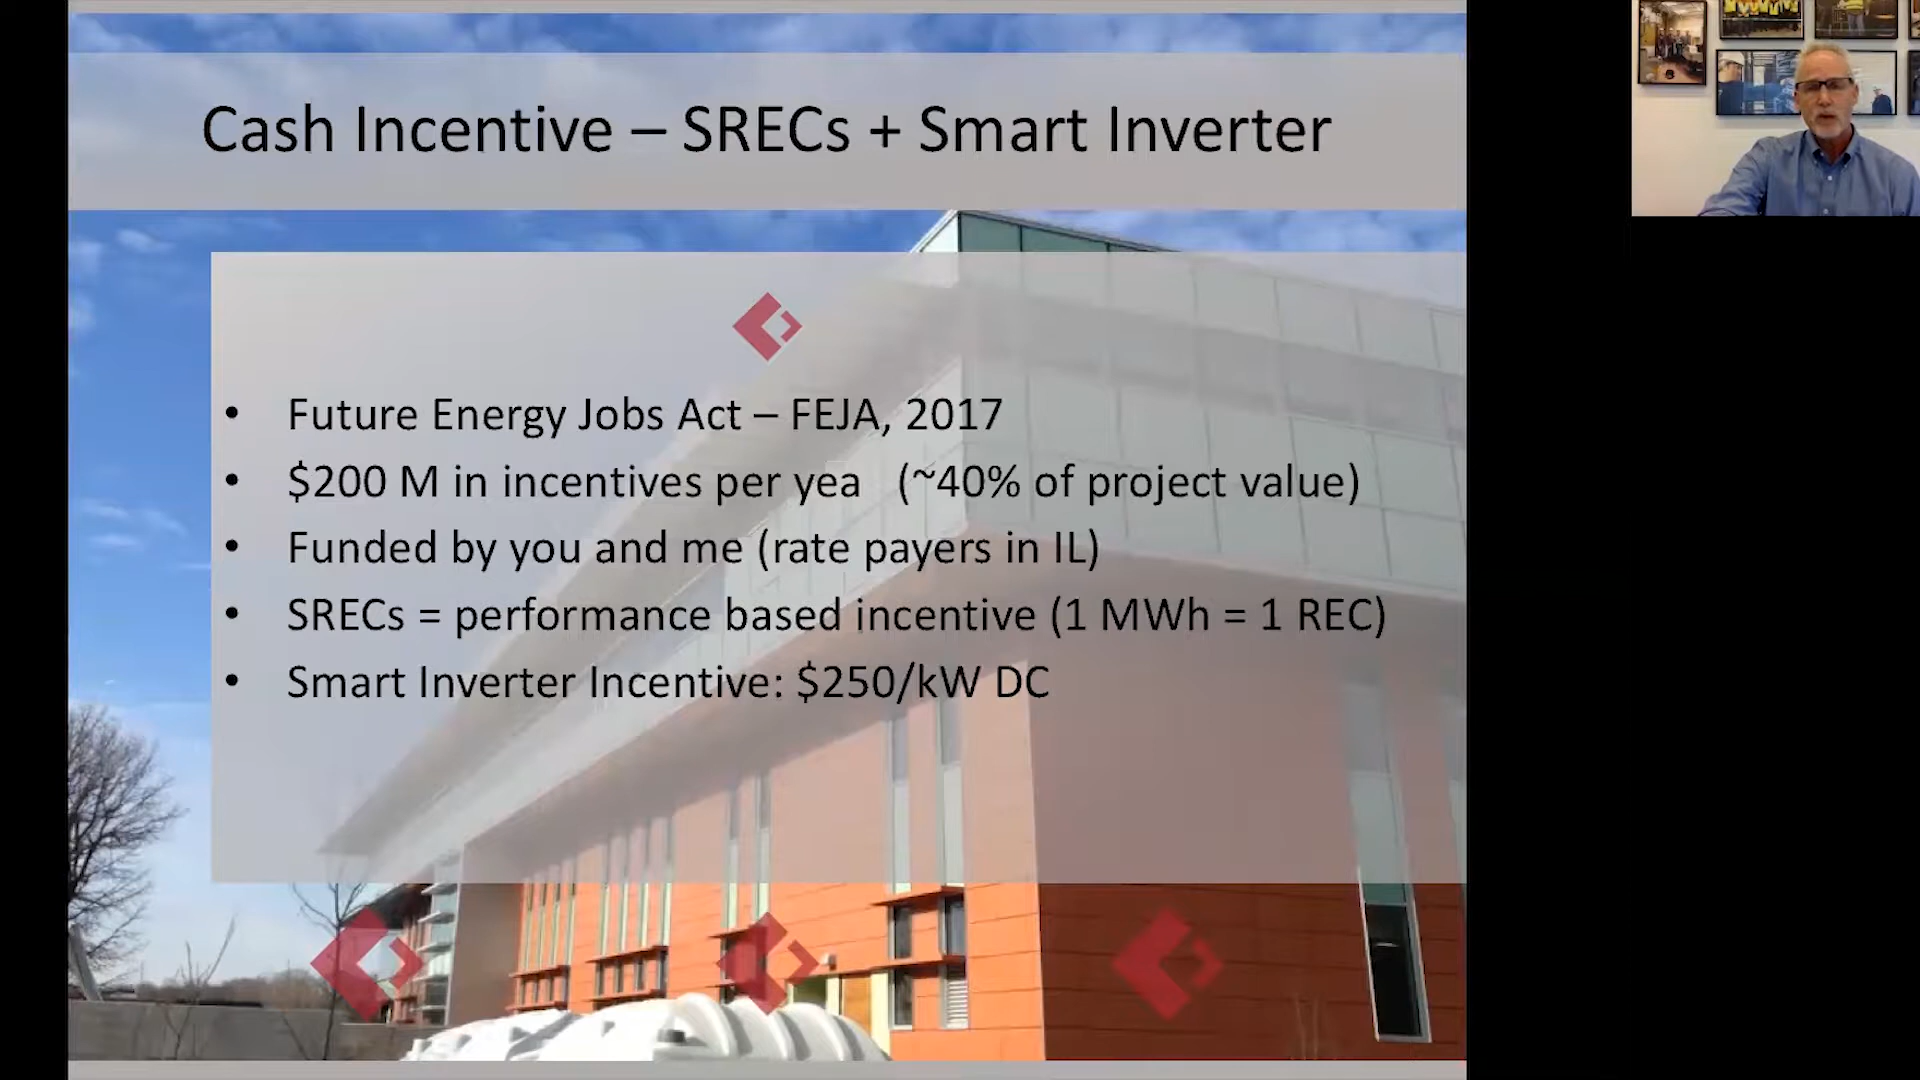 Cash Incentive – SRECs + Smart Inverter
• Future Energy Jobs Act – FEJA, 2017
• $200 M in incentives per yea (~40% of project value)
• Funded by you and me (rate payers in IL)
• SRECs = performance based incentive (1 MWh = 1 REC)
• Smart Inverter Incentive: $250/kW DC